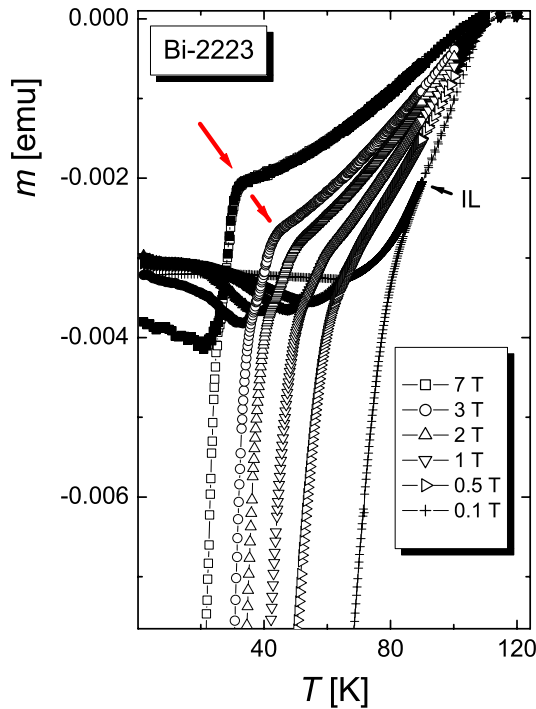 0.000
Bi-2223
m [emu]
-0.002
IL
-0.004
7 T
3 T
2 T
1 T
0.5 T
0.1 T
-0.006
40
80
120
T [K]